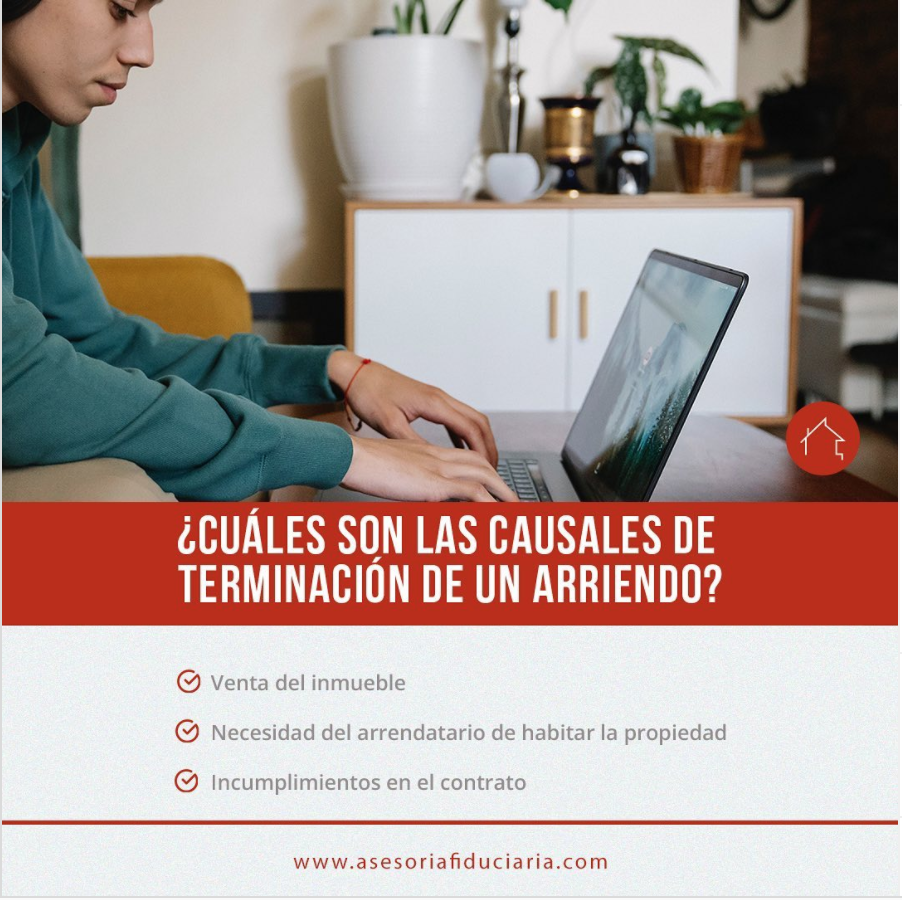 ¿CUÁLES SON LAS CAUSALES DE
TERMINACIÓN DE UN ARRIENDO?
Venta del inmueble
Necesidad del arrendatario de habitar la propiedad
Incumplimientos en el contrato
www.asesoriafiduciaria.com